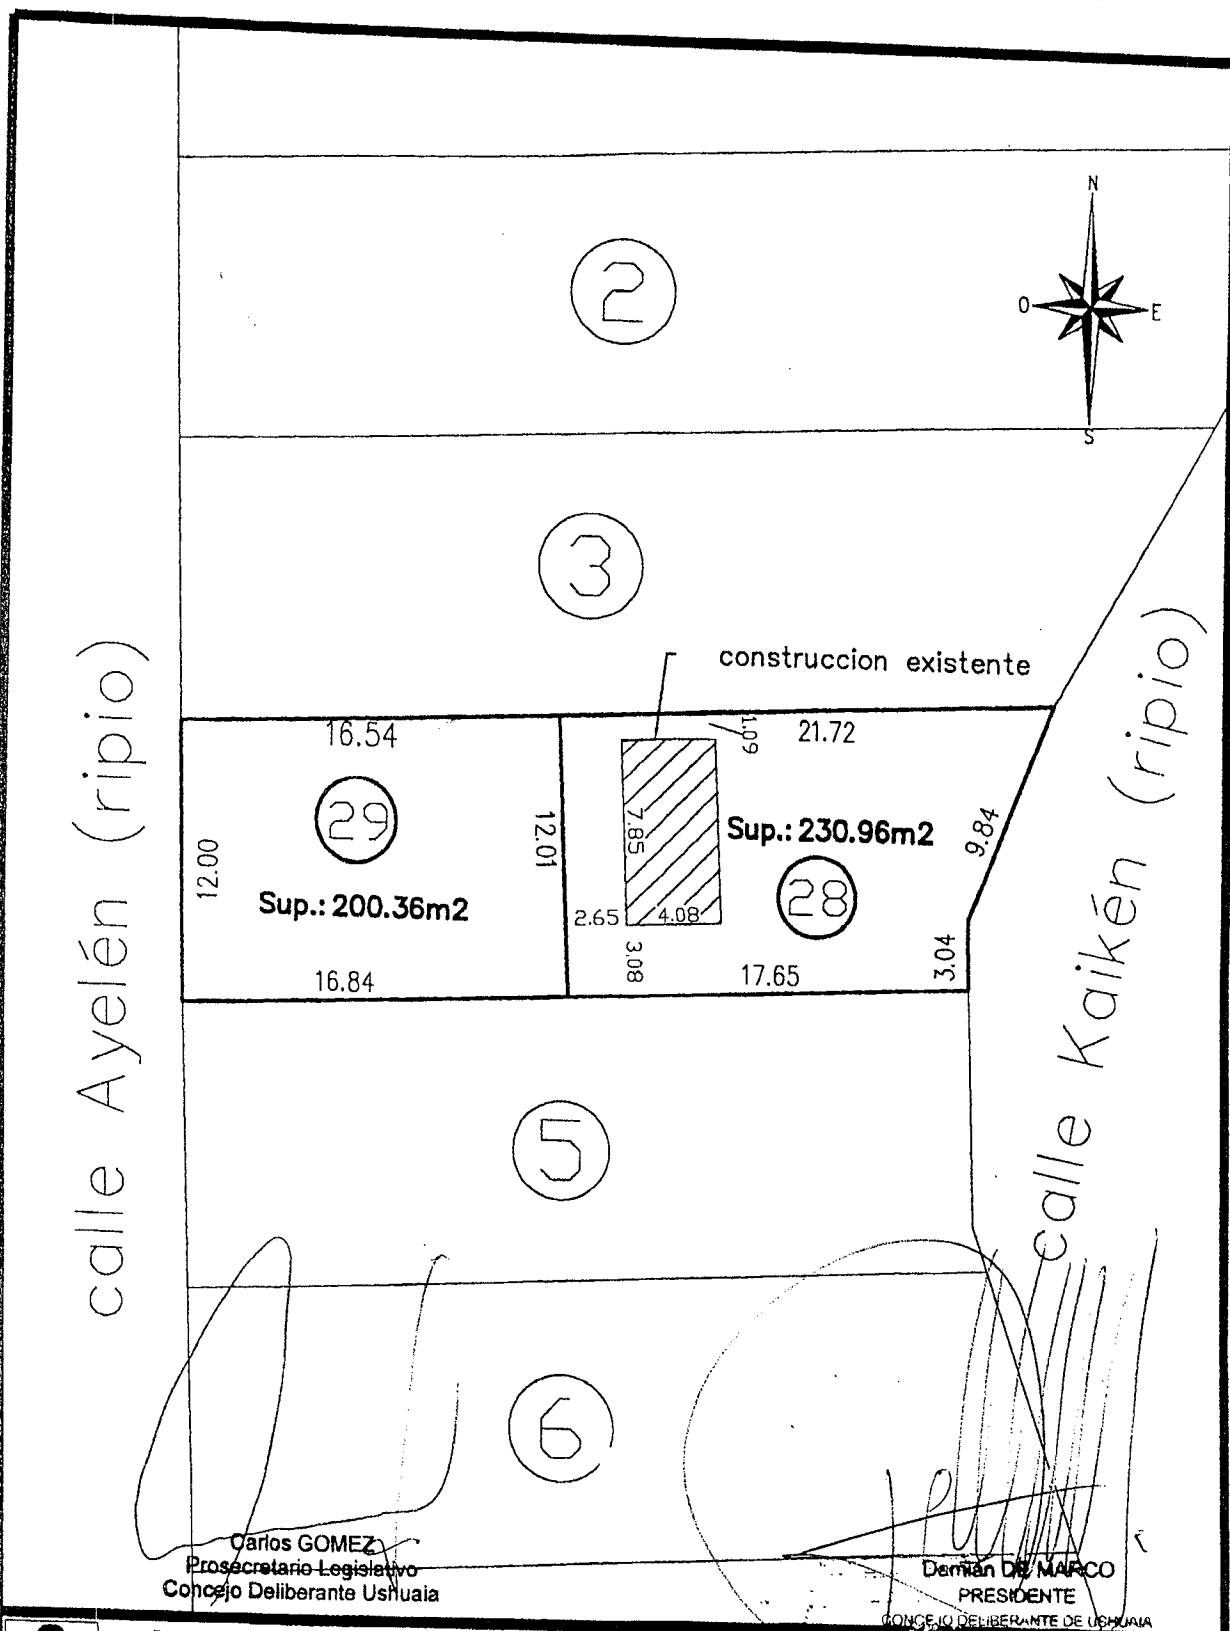 N
2
O
E
S
3
construccion existente
16.54
1.09
21.72
29
12.00
12.01
7.85
Sup.: 230.96m2
9.84
Sup.: 200.36m2
28
2.65
4.08
3.08
3.04
16.84
17.65
calle Ayelén (ripio)
calle Kaikén (ripio)
5
6
Carlos GOMEZ
Prosecretario Legislativo
Concejo Deliberante Ushuaia
Damián DE MARCO
PRESIDENTE
CONCEJO DELIBERANTE DE USHUAIA